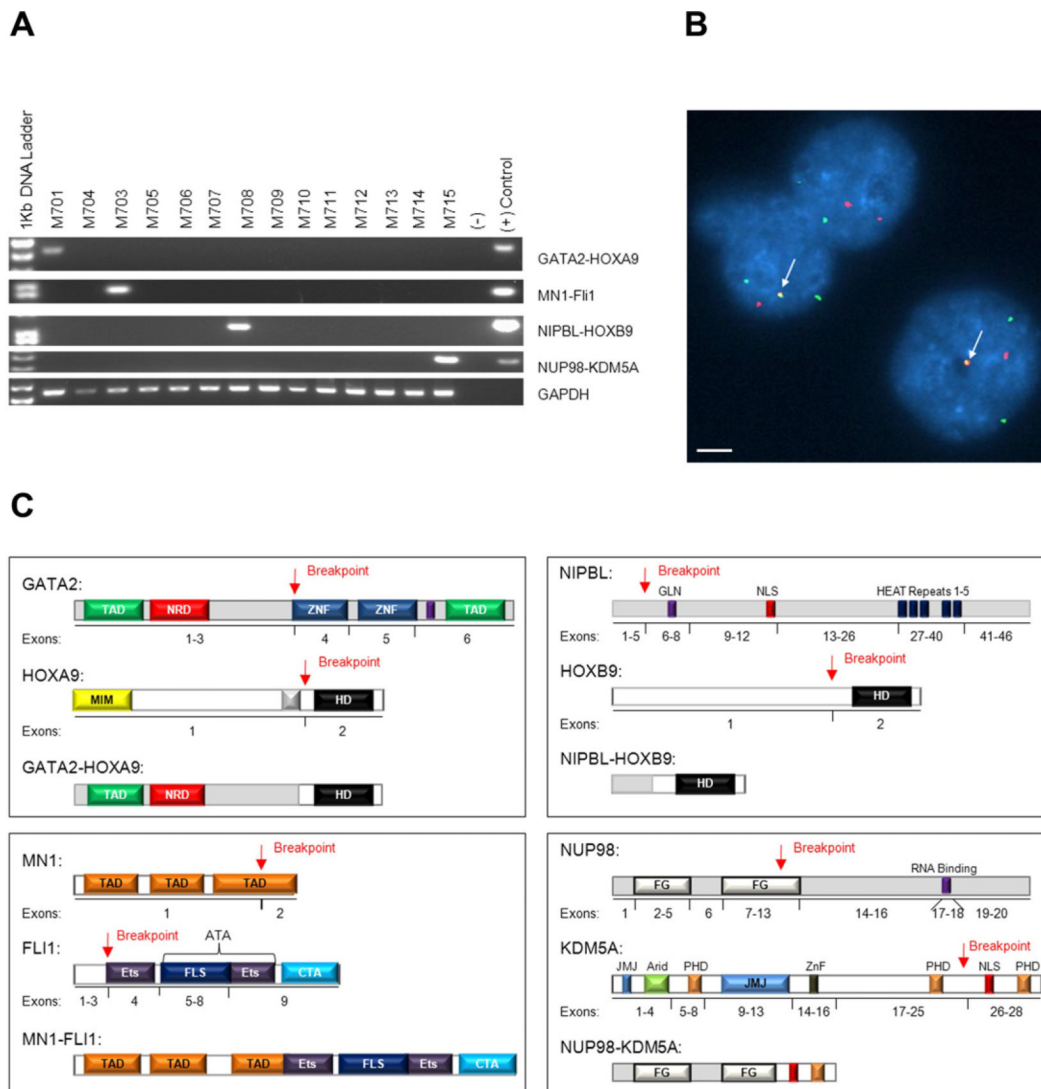 A
B
1Kb DNA Ladder
M701
M704
M703
M705
M706
M707
M708
M709
M710
M711
M712
M713
M714
M715
(-)
(+) Control
GATA2-HOXA9
MN1-Fli1
NIPBL-HOXB9
NUP98-KDM5A
GAPDH
C
GATA2:
Breakpoint
TAD NRD ZNF ZNF TAD
Exons: 1-3 4 5 6
HOXA9:
Breakpoint
MIM HD
Exons: 1 2
GATA2-HOXA9:
TAD NRD HD
NIPBL:
Breakpoint
GLN NLS HEAT Repeats 1-5
Exons: 1-5 6-8 9-12 13-26 27-40 41-46
HOXB9:
Breakpoint
HD
Exons: 1 2
NIPBL-HOXB9:
HD
MN1:
Breakpoint
TAD TAD TAD
Exons: 1 2
FLI1:
Breakpoint
ATA
Ets FLS Ets CTA
Exons: 1-3 4 5-8 9
MN1-FLI1:
TAD TAD TAD Ets FLS Ets CTA
NUP98:
Breakpoint
RNA Binding
FG FG
Exons: 1 2-5 6 7-13 14-16 17-18 19-20
KDM5A:
Breakpoint
JMJ Arid PHD ZnF PHD NLS PHD
JMJ
Exons: 1-4 5-8 9-13 14-16 17-25 26-28
NUP98-KDM5A:
FG FG